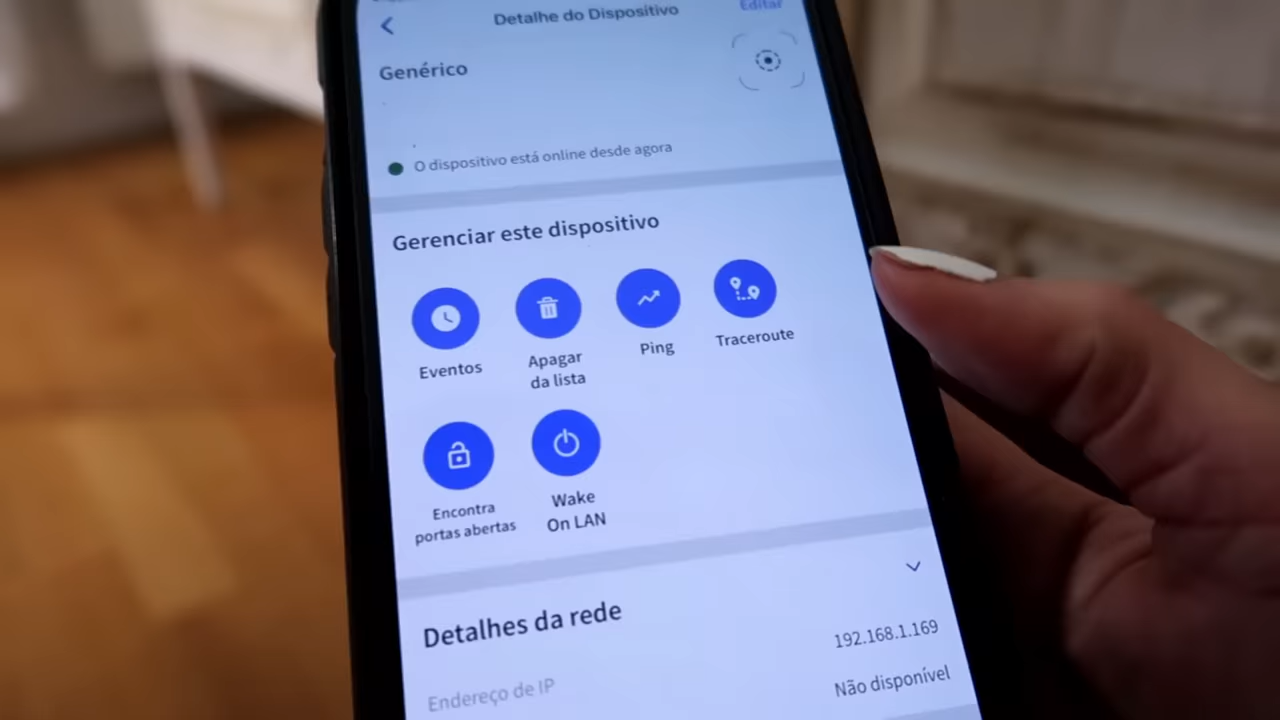 Detalhe do Dispositivo
Editar
Genérico
O dispositivo está online desde agora
Gerenciar este dispositivo
Eventos
Apagar
da lista
Ping
Traceroute
Encontra
portas abertas
Wake
On LAN
Detalhes da rede
192.168.1.169
Endereço de IP
Não disponível